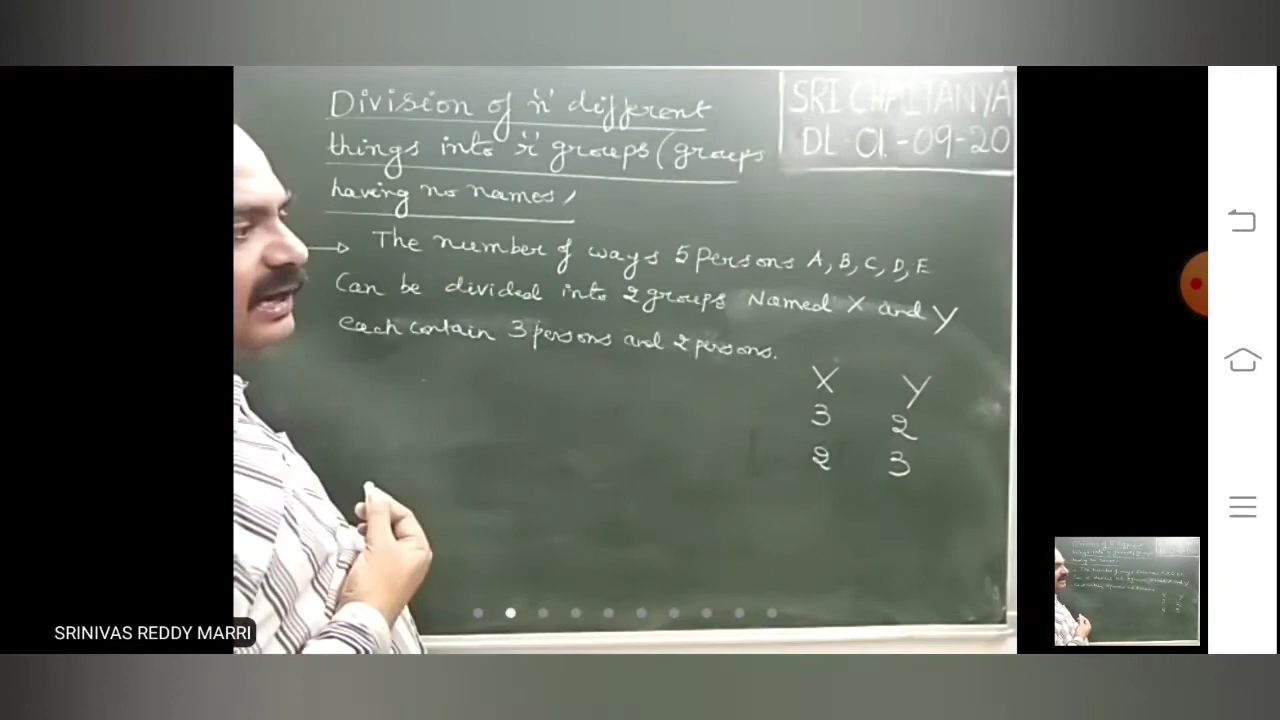 Division of 'n' different
things into 'r' groups (groups
having no names)
→ The number of ways 5 persons A, B, C, D, E
Can be divided into 2 groups Named X and Y
each contain 3 persons and 2 persons.
X Y
3 2
2 3
SRI CHAITANYA
Dt 01-09-20
SRINIVAS REDDY MARRI